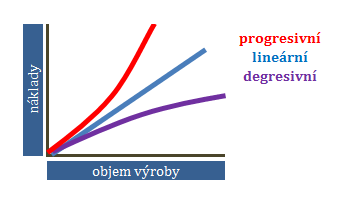 náklady
progresivní
lineární
degresivní
objem výroby